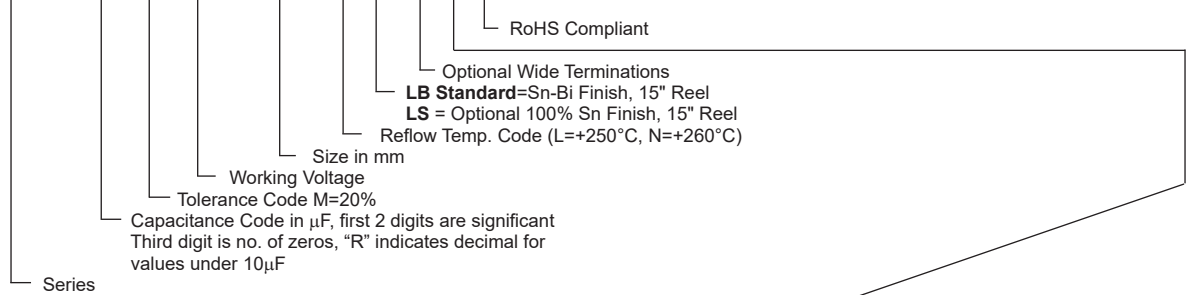 RoHS Compliant
Optional Wide Terminations
LB Standard=Sn-Bi Finish, 15" Reel
LS = Optional 100% Sn Finish, 15" Reel
Reflow Temp. Code (L=+250°C, N=+260°C)
Size in mm
Working Voltage
Tolerance Code M=20%
Capacitance Code in μF, first 2 digits are significant
Third digit is no. of zeros, “R” indicates decimal for
values under 10μF
Series